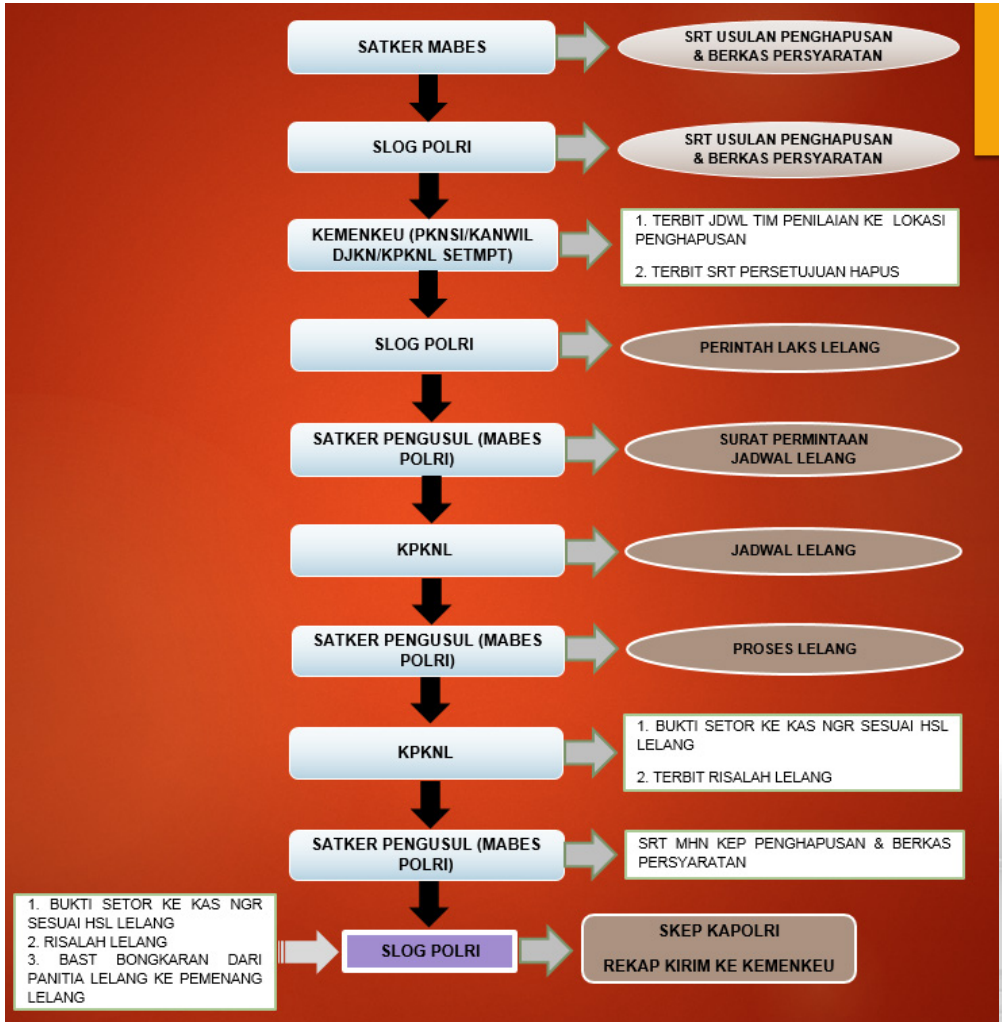 SATKER MABES
SRT USULAN PENGHAPUSAN
& BERKAS PERSYARATAN
SLOG POLRI
SRT USULAN PENGHAPUSAN
& BERKAS PERSYARATAN
KEMENKEU (PKNSI/KANWIL
DJKN/KPKNL SETMPT)
1. TERBIT JDWL TIM PENILAIAN KE LOKASI
PENGHAPUSAN
2. TERBIT SRT PERSETUJUAN HAPUS
SLOG POLRI
PERINTAH LAKS LELANG
SATKER PENGUSUL (MABES
POLRI)
SURAT PERMINTAAN
JADWAL LELANG
KPKNL
JADWAL LELANG
SATKER PENGUSUL (MABES
POLRI)
PROSES LELANG
KPKNL
1. BUKTI SETOR KE KAS NGR SESUAI HSL
LELANG
2. TERBIT RISALAH LELANG
SATKER PENGUSUL (MABES
POLRI)
SRT MHN KEP PENGHAPUSAN & BERKAS
PERSYARATAN
1. BUKTI SETOR KE KAS NGR
SESUAI HSL LELANG
2. RISALAH LELANG
3. BAST BONGKARAN DARI
PANITIA LELANG KE PEMENANG
LELANG
SLOG POLRI
SKEP KAPOLRI
REKAP KIRIM KE KEMENKEU